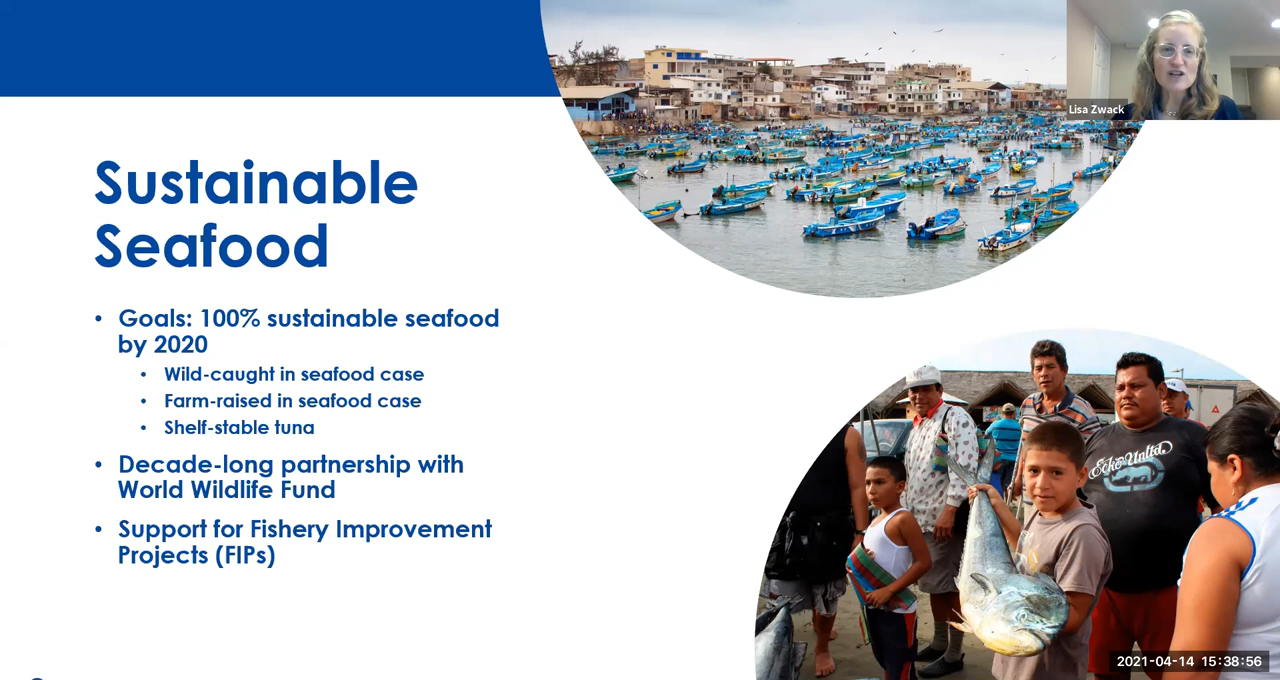 Lisa Zwack
Sustainable
Seafood
• Goals: 100% sustainable seafood
by 2020
• Wild-caught in seafood case
• Farm-raised in seafood case
• Shelf-stable tuna
• Decade-long partnership with
World Wildlife Fund
• Support for Fishery Improvement
Projects (FIPs)
Ecko Unltd.
2021-04-14 15:38:56